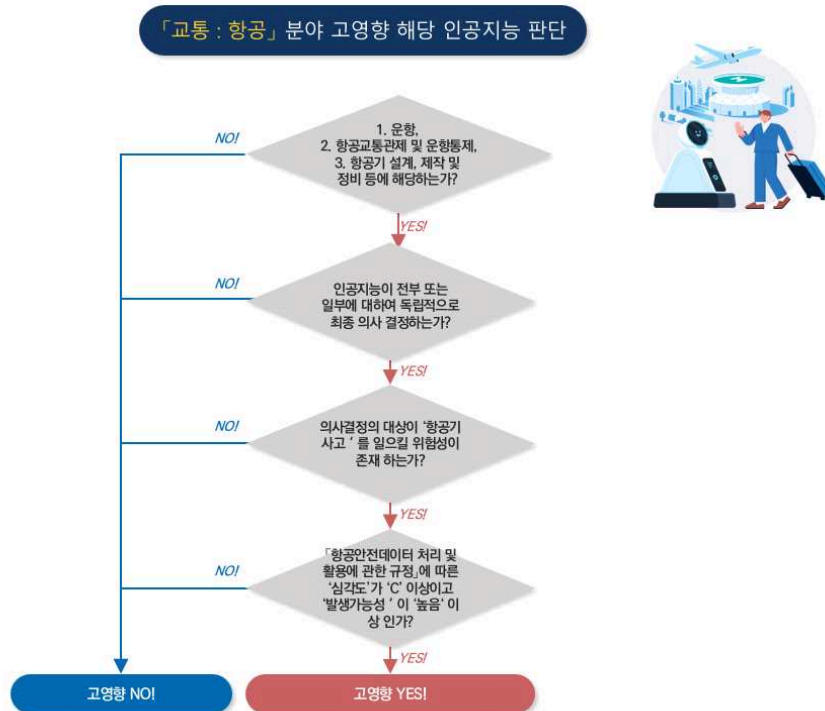 「교통 : 항공」 분야 고영향 해당 인공지능 판단
NO!
1. 운항,
2. 항공교통관제 및 운항통제,
3. 항공기 설계, 제작 및
정비 등에 해당하는가?
YES!
NO!
인공지능이 전부 또는
일부에 대하여 독립적으로
최종 의사 결정하는가?
YES!
NO!
의사결정의 대상이 ‘항공기
사고 ’ 를 일으킬 위험성이
존재 하는가?
YES!
NO!
「항공안전데이터 처리 및
활용에 관한 규정」에 따른
‘심각도’가 ‘C’ 이상이고
‘발생가능성 ’ 이 ‘높음‘ 이
상 인가?
YES!
고영향 NO!
고영향 YES!